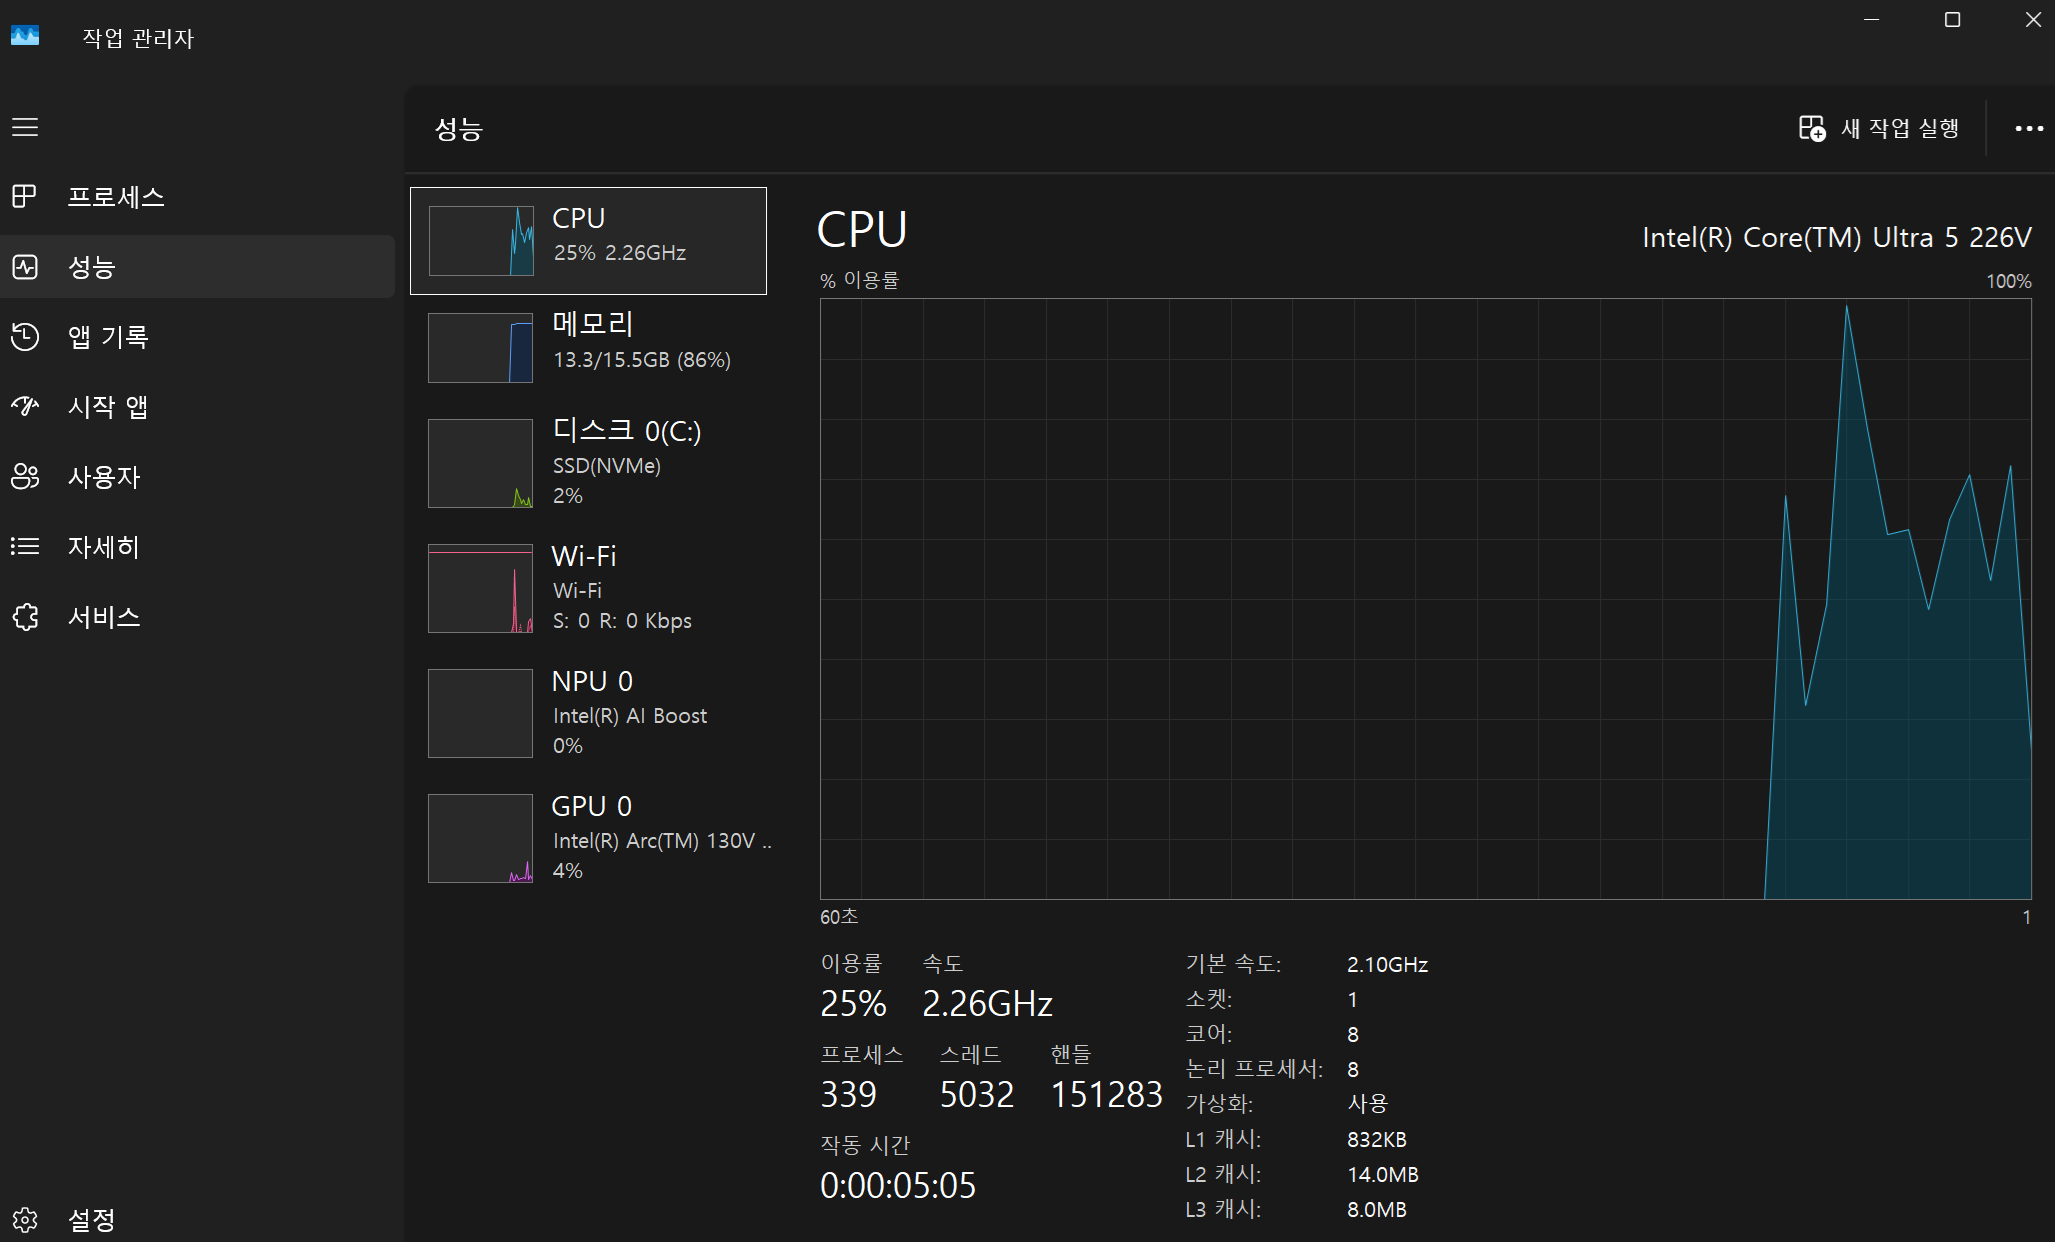 작업 관리자
프로세스
성능
앱 기록
시작 앱
사용자
자세히
서비스
설정
성능
새 작업 실행
CPU
25% 2.26GHz
메모리
13.3/15.5GB (86%)
디스크 0(C:)
SSD(NVMe)
2%
Wi-Fi
Wi-Fi
S: 0 R: 0 Kbps
NPU 0
Intel(R) AI Boost
0%
GPU 0
Intel(R) Arc(TM) 130V ..
4%
CPU
Intel(R) Core(TM) Ultra 5 226V
% 이용률
100%
60초
1
이용률 속도
25% 2.26GHz
프로세스 스레드 핸들
339 5032 151283
작동 시간
0:00:05:05
기본 속도: 2.10GHz
소켓: 1
코어: 8
논리 프로세서: 8
가상화: 사용
L1 캐시: 832KB
L2 캐시: 14.0MB
L3 캐시: 8.0MB